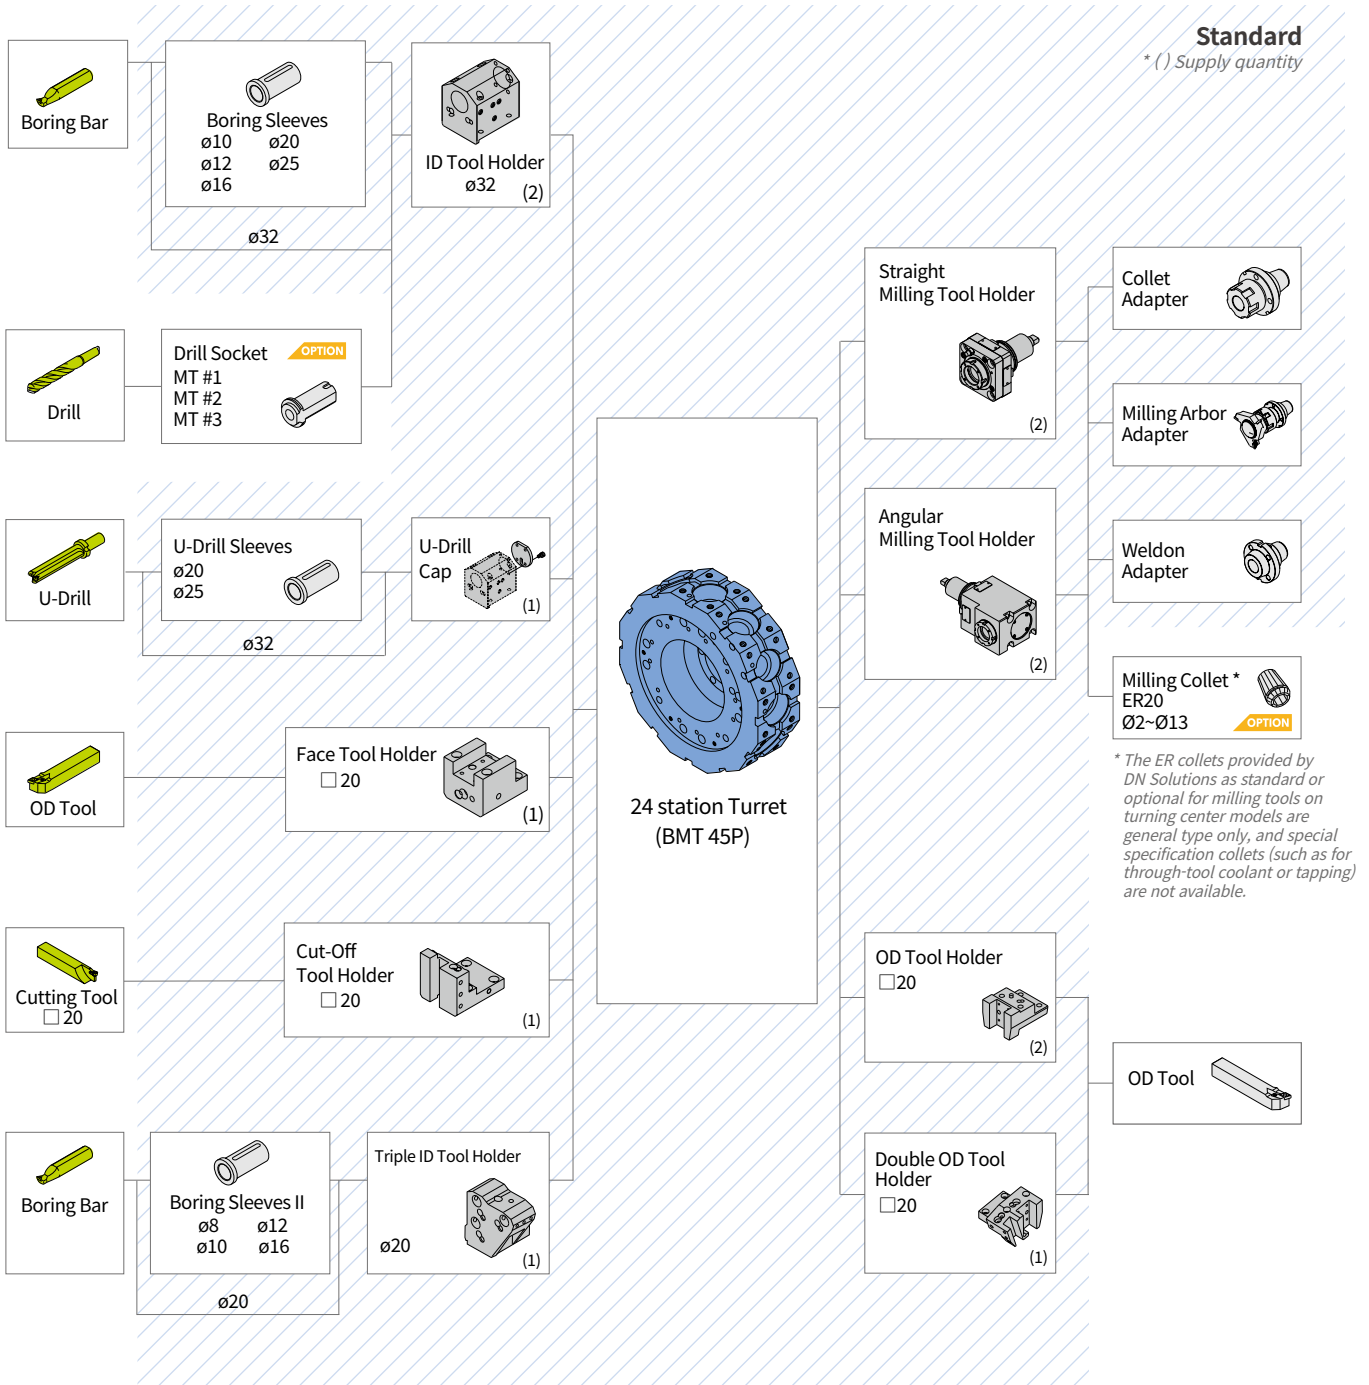 Standard
* ( ) Supply quantity
Boring Bar
Boring Sleeves
ø10 ø20
ø12 ø25
ø16
ø32
ID Tool Holder
ø32
(2)
Drill
Drill Socket
OPTION
MT #1
MT #2
MT #3
U-Drill
U-Drill Sleeves
ø20
ø25
ø32
U-Drill
Cap
(1)
OD Tool
Face Tool Holder
□ 20
(1)
Cutting Tool
□ 20
Cut-Off
Tool Holder
□ 20
(1)
Boring Bar
Boring Sleeves II
ø8 ø12
ø10 ø16
ø20
Triple ID Tool Holder
ø20
(1)
24 station Turret
(BMT 45P)
Straight
Milling Tool Holder
(2)
Angular
Milling Tool Holder
(2)
Collet
Adapter
Milling Arbor
Adapter
Weldon
Adapter
Milling Collet *
ER20
Ø2~Ø13
OPTION
* The ER collets provided by
DN Solutions as standard or
optional for milling tools on
turning center models are
general type only, and special
specification collets (such as for
through-tool coolant or tapping)
are not available.
OD Tool Holder
□20
(2)
Double OD Tool
Holder
□20
(1)
OD Tool